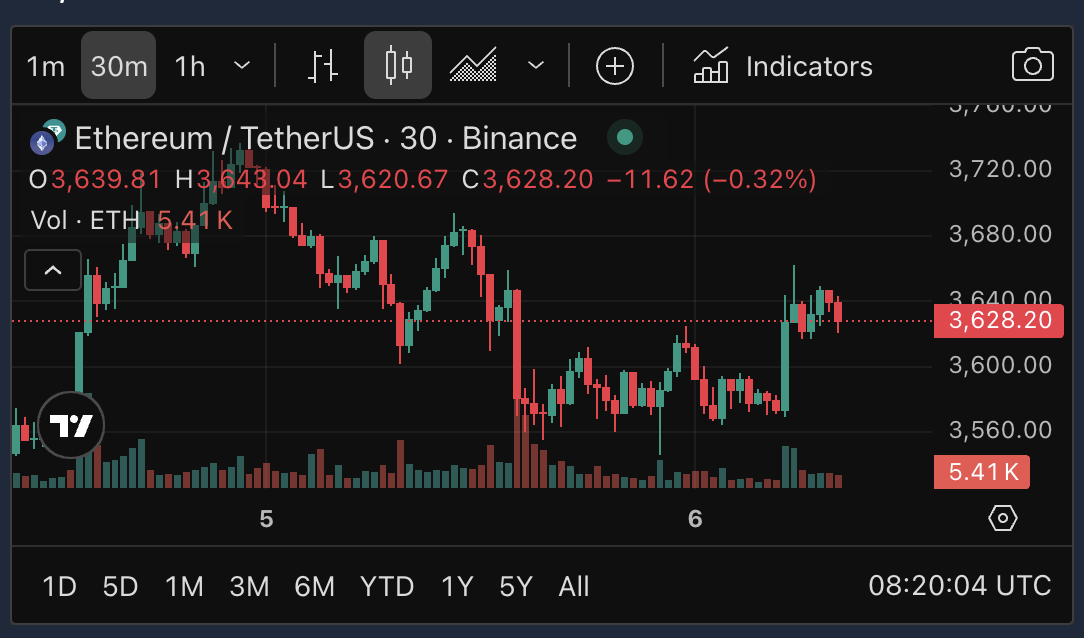 1m 30m 1h Indicators
3,760.00
Ethereum / TetherUS · 30 · Binance
3,720.00
O3,639.81 H3,643.04 L3,620.67 C3,628.20 −11.62 (−0.32%)
Vol · ETH 5.41 K
3,680.00
3,640.00
3,628.20
3,600.00
3,560.00
5.41 K
5 6
1D 5D 1M 3M 6M YTD 1Y 5Y All 08:20:04 UTC